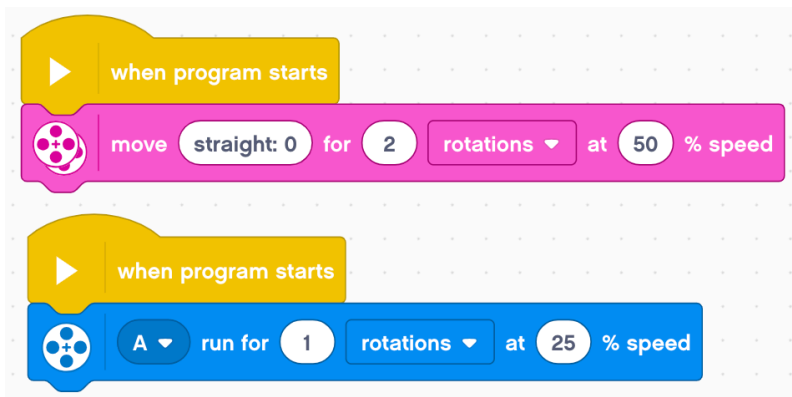 when program starts
move straight: 0 for 2 rotations at 50 % speed
when program starts
A run for 1 rotations at 25 % speed